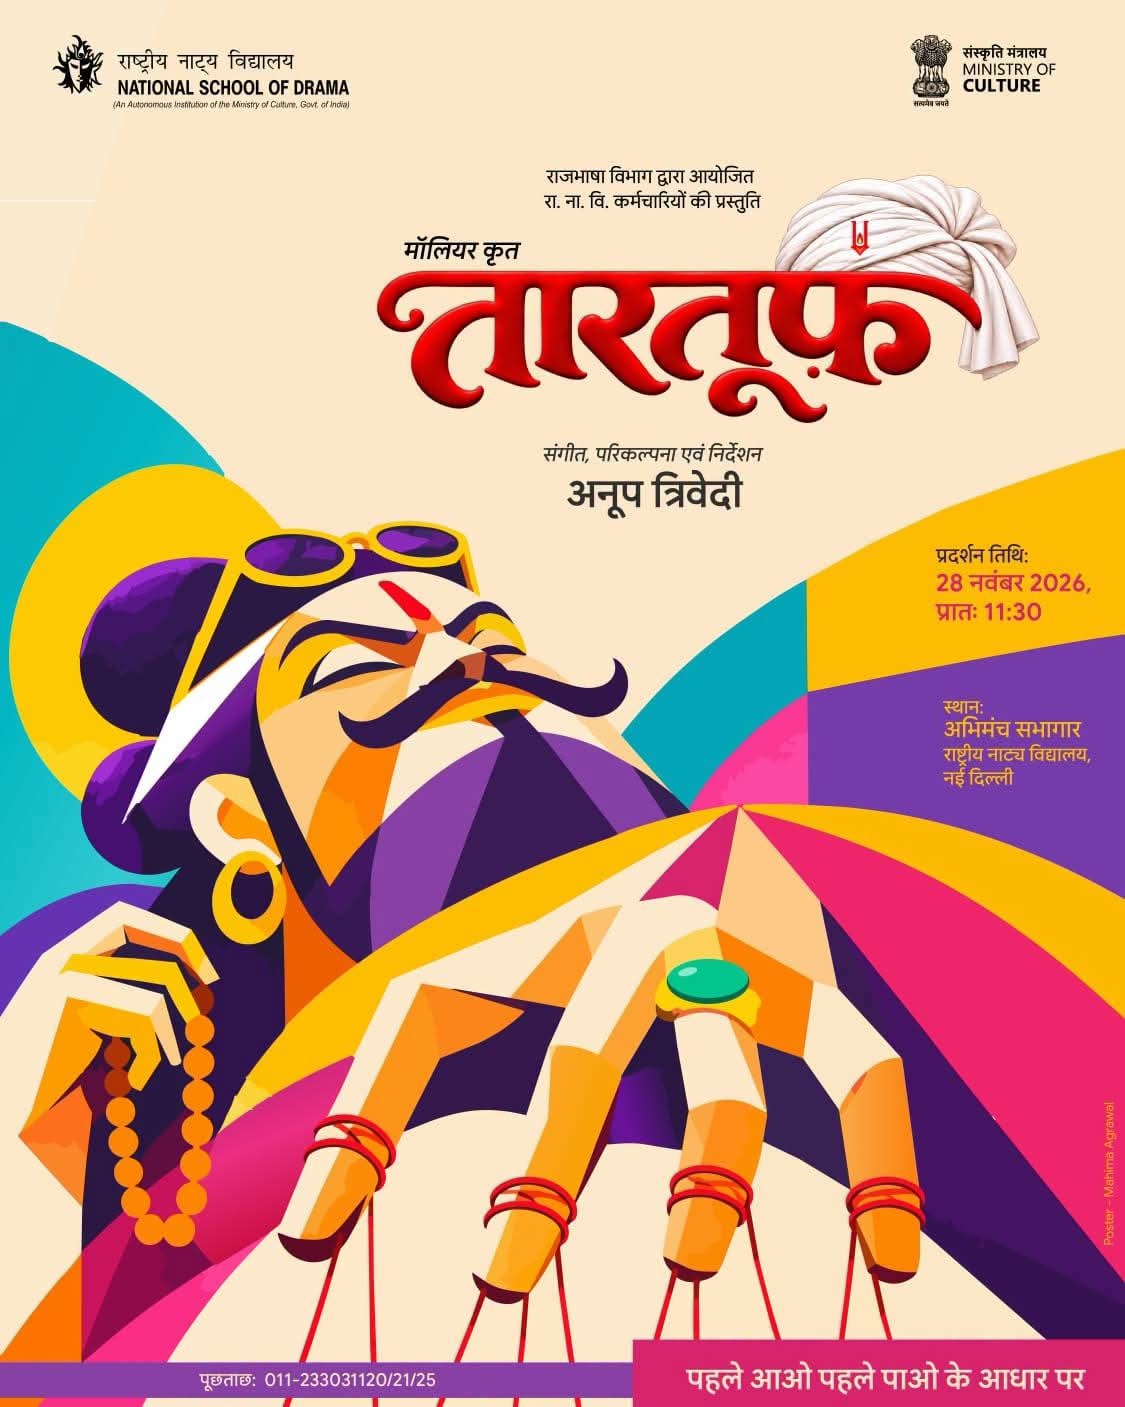 राष्ट्रीय नाट्य विद्यालय
NATIONAL SCHOOL OF DRAMA
(An Autonomous Institution of the Ministry of Culture, Govt. of India)
संस्कृति मंत्रालय
MINISTRY OF
CULTURE
सत्यमेव जयते
राजभाषा विभाग द्वारा आयोजित
रा. ना. वि. कर्मचारियों की प्रस्तुति
मॉलियर कृत
तारतूफ़
संगीत, परिकल्पना एवं निर्देशन
अनूप त्रिवेदी
प्रदर्शन तिथि:
28 नवंबर 2026,
प्रातः 11:30
स्थान:
अभिमंच सभागार
राष्ट्रीय नाट्य विद्यालय,
नई दिल्ली
Poster - Mahima Agrawal
पूछताछ: 011-233031120/21/25
पहले आओ पहले पाओ के आधार पर